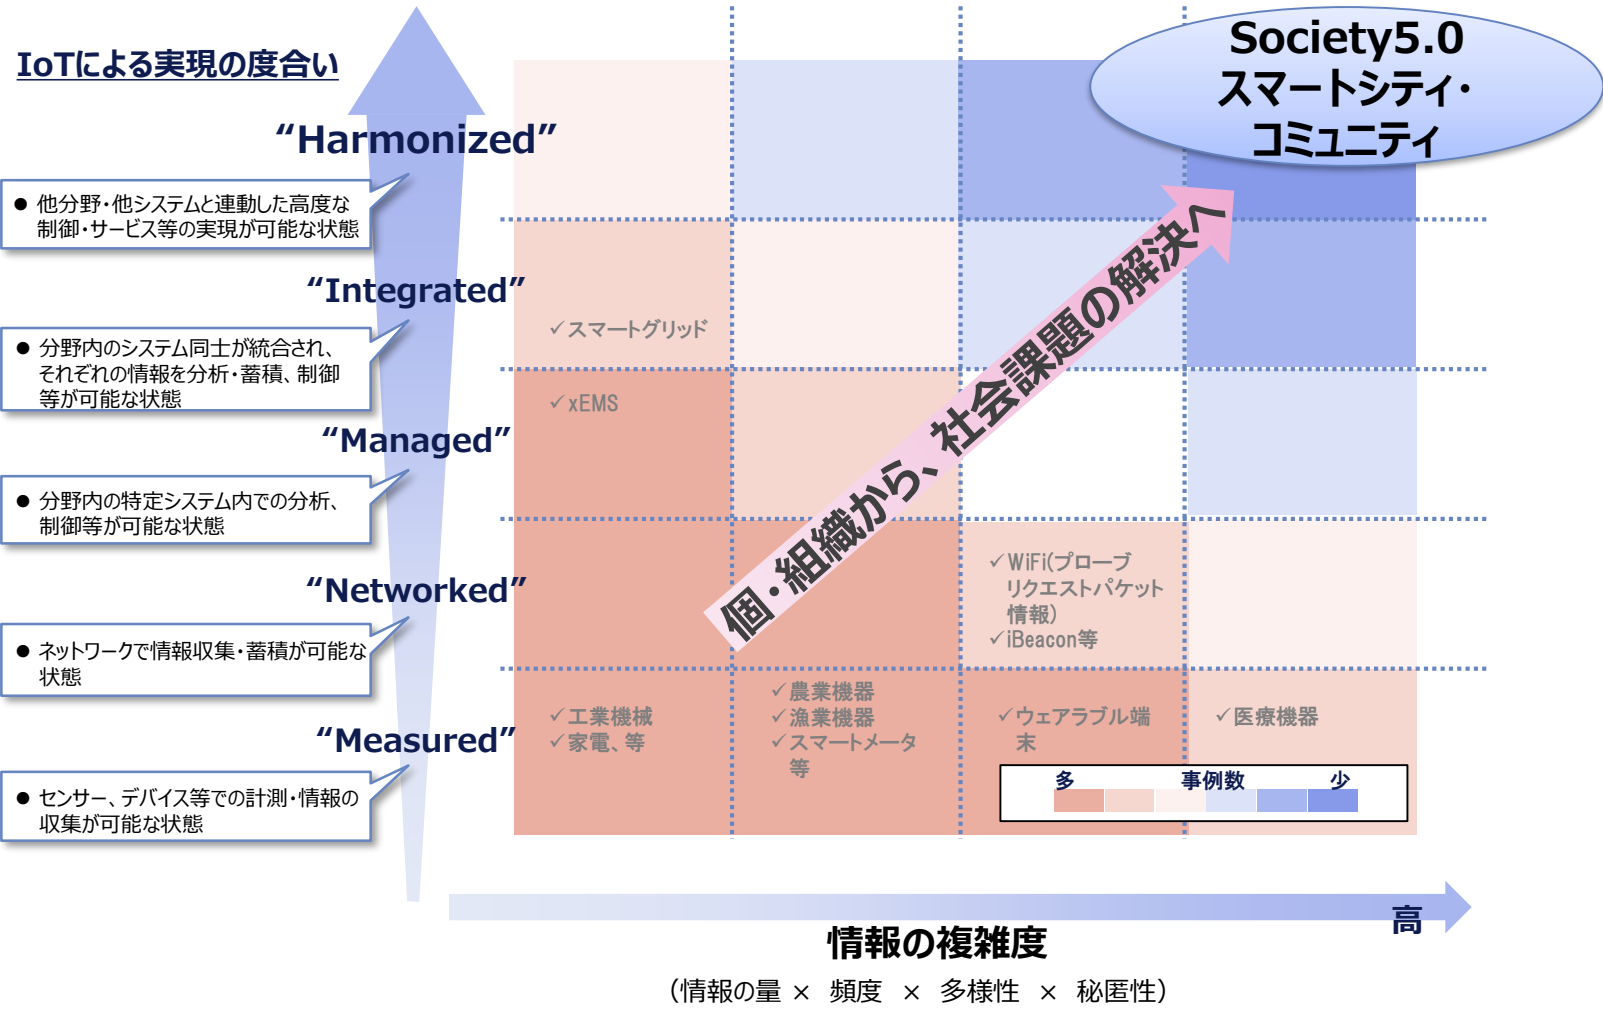 IoTによる実現の度合い
Society5.0
スマートシティ・
コミュニティ
“Harmonized”
● 他分野・他システムと連動した高度な
制御・サービス等の実現が可能な状態
“Integrated”
● 分野内のシステム同士が統合され、
それぞれの情報を分析・蓄積、制御
等が可能な状態
“Managed”
● 分野内の特定システム内での分析、
制御等が可能な状態
“Networked”
● ネットワークで情報収集・蓄積が可能な
状態
“Measured”
● センサー、デバイス等での計測・情報の
収集が可能な状態
個・組織から、社会課題の解決へ
✓スマートグリッド
✓xEMS
✓WiFi(プローブ
リクエストパケット
情報)
✓iBeacon等
✓工業機械
✓家電、等
✓農業機器
✓漁業機器
✓スマートメータ
等
✓ウェアラブル端
末
✓医療機器
多 事例数 少
高
情報の複雑度
（情報の量 × 頻度 × 多様性 × 秘匿性）